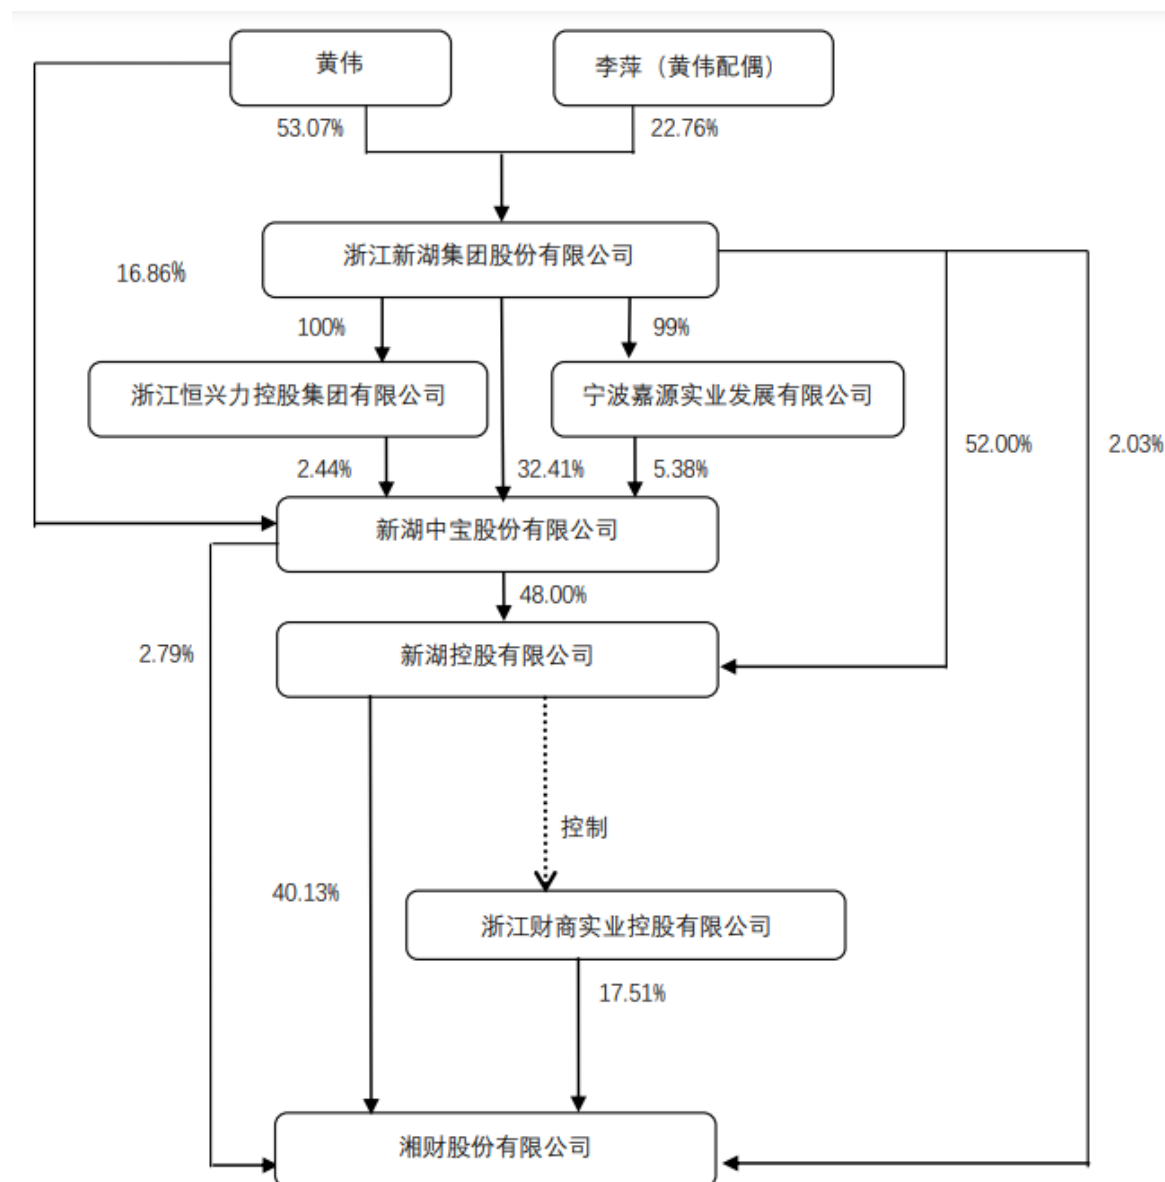 黄伟
李萍（黄伟配偶）
53.07%
22.76%
浙江新湖集团股份有限公司
16.86%
100%
99%
浙江恒兴力控股集团有限公司
宁波嘉源实业发展有限公司
52.00%
2.03%
2.44%
32.41%
5.38%
新湖中宝股份有限公司
48.00%
2.79%
新湖控股有限公司
控制
40.13%
浙江财商实业控股有限公司
17.51%
湘财股份有限公司